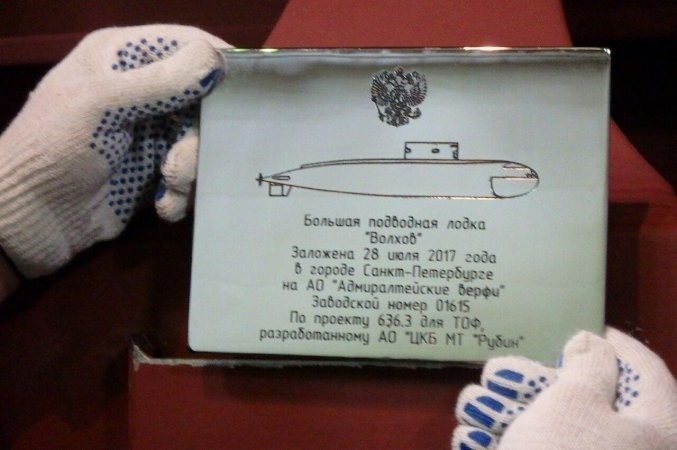 Большая подводная лодка
"Волхов"
Заложена 28 июля 2017 года
в городе Санкт-Петербурге
на АО "Адмиралтейские верфи"
Заводской номер 01615
По проекту 636.3 для ТОФ,
разработанному АО "ЦКБ МТ "Рубин"